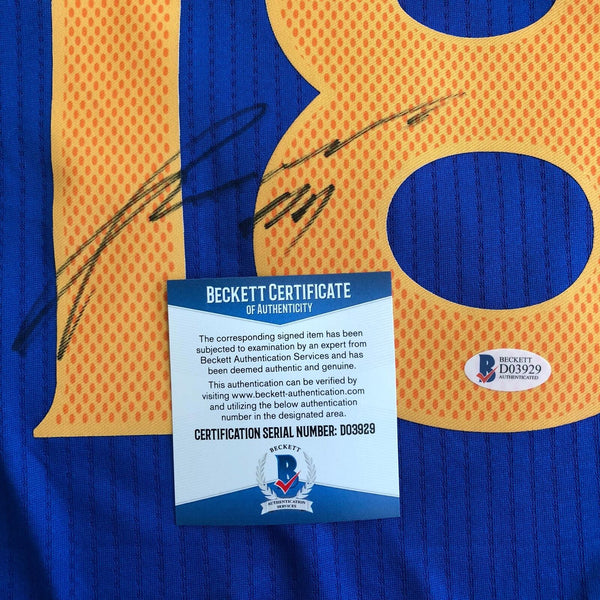 18
BECKETT CERTIFICATE
OF AUTHENTICITY
The corresponding signed item has been
subjected to examination by an expert from
Beckett Authentication Services and has
been deemed authentic and genuine.
This authentication can be verified by
visiting www.beckett-authentication.com
and utilizing the below authentication
number in the designated area.
CERTIFICATION SERIAL NUMBER: D03929
BECKETT
B
AUTHENTICATION
SERVICES
B
BECKETT
D03929
AUTHENTICATED